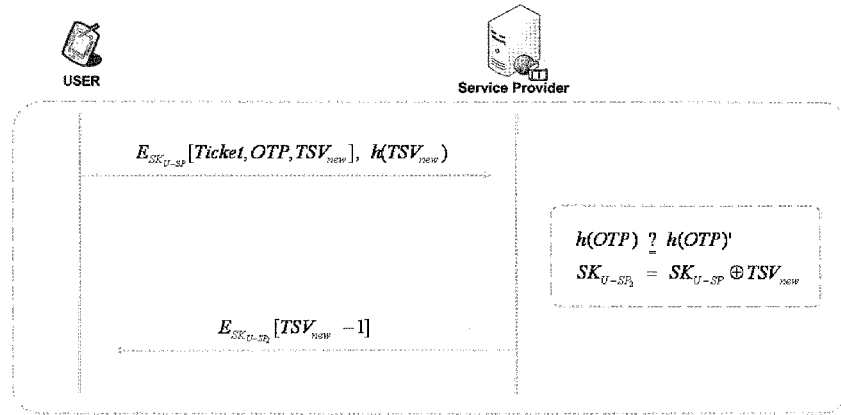 USER
Service Provider
E_{SK_{U-SP}}[Ticket, OTP, TSV_{new}], h(TSV_{new})
h(OTP) ?= h(OTP)'
SK_{U-SP_2} = SK_{U-SP} ⊕ TSV_{new}
E_{SK_{U-SP_2}}[TSV_{new} -1]